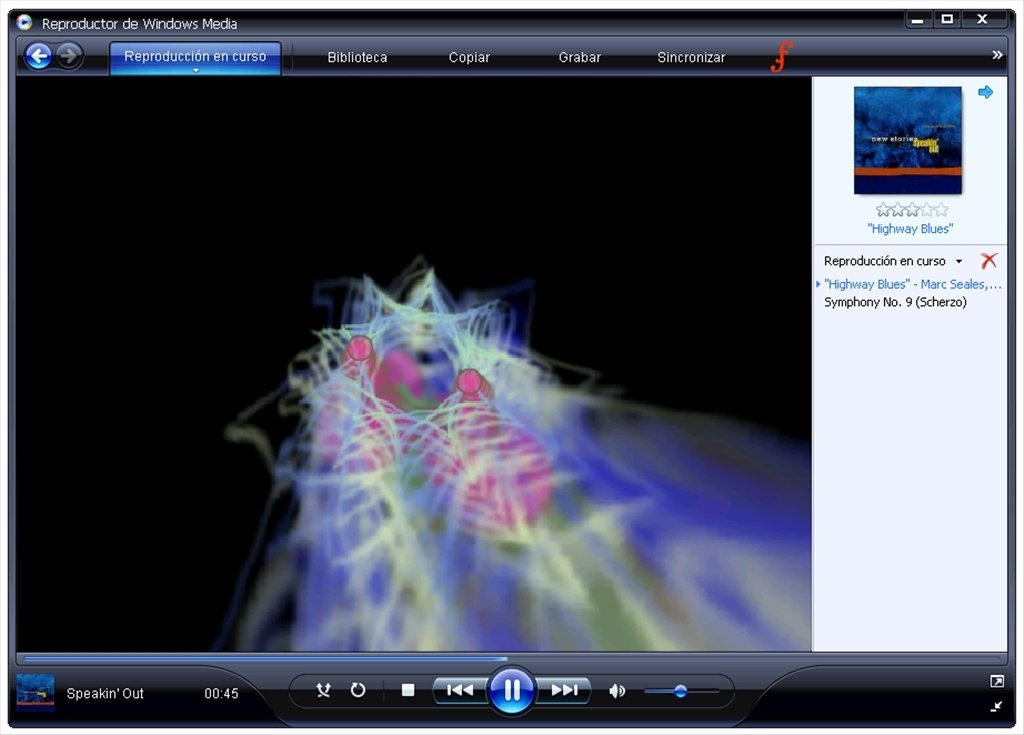 Reproductor de Windows Media
Reproducción en curso
Biblioteca
Copiar
Grabar
Sincronizar
»
new stories
Speakin' Out
"Highway Blues"
Reproducción en curso
"Highway Blues" - Marc Seales,...
Symphony No. 9 (Scherzo)
Speakin' Out
00:45